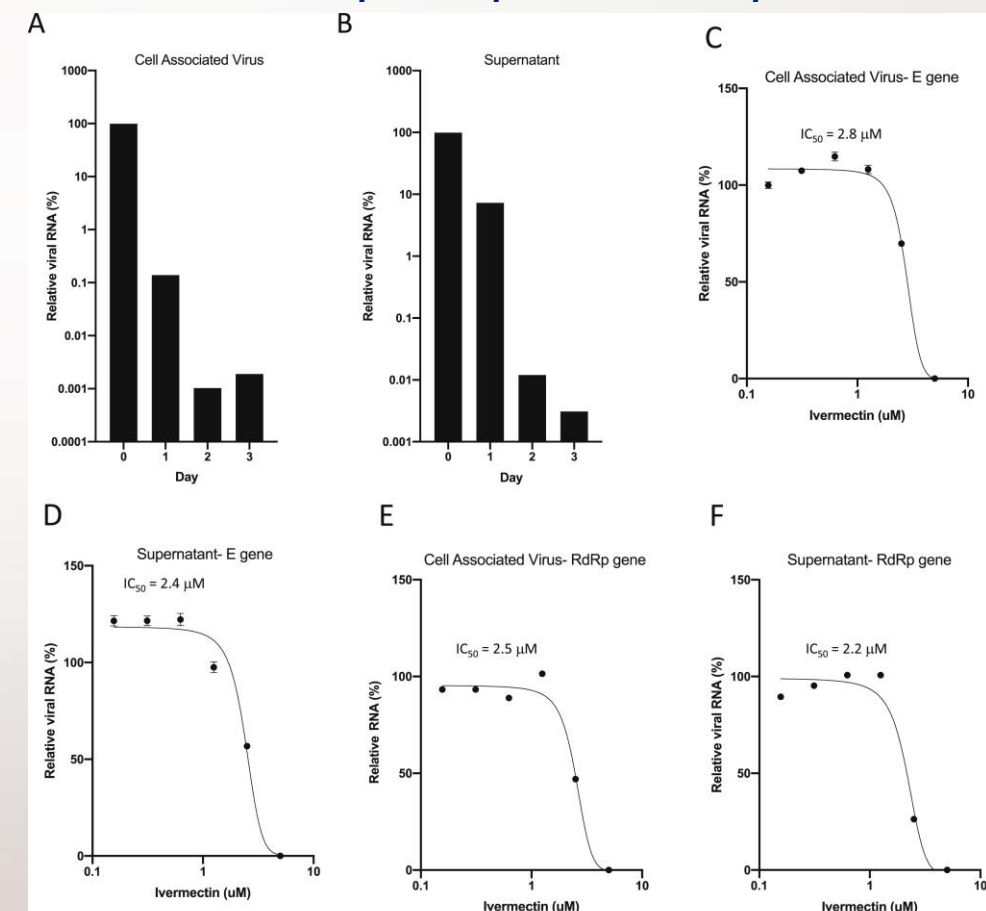 A
Cell Associated Virus
Relative viral RNA (%)
1000
100
10
1
0.1
0.01
0.001
0.0001
0 1 2 3
Day
B
Supernatant
Relative viral RNA (%)
1000
100
10
1
0.1
0.01
0.001
0 1 2 3
Day
C
Cell Associated Virus- E gene
IC50 = 2.8 μM
Relative viral RNA (%)
150
100
50
0
0.1 1 10
Ivermectin (uM)
D
Supernatant- E gene
IC50 = 2.4 μM
Relative viral RNA (%)
150
100
50
0
0.1 1 10
Ivermectin (uM)
E
Cell Associated Virus- RdRp gene
IC50 = 2.5 μM
Relative RNA (%)
150
100
50
0
0.1 1 10
Ivermectin (uM)
F
Supernatant- RdRp gene
IC50 = 2.2 μM
Relative viral RNA (%)
150
100
50
0
0.1 1 10
Ivermectin (uM)